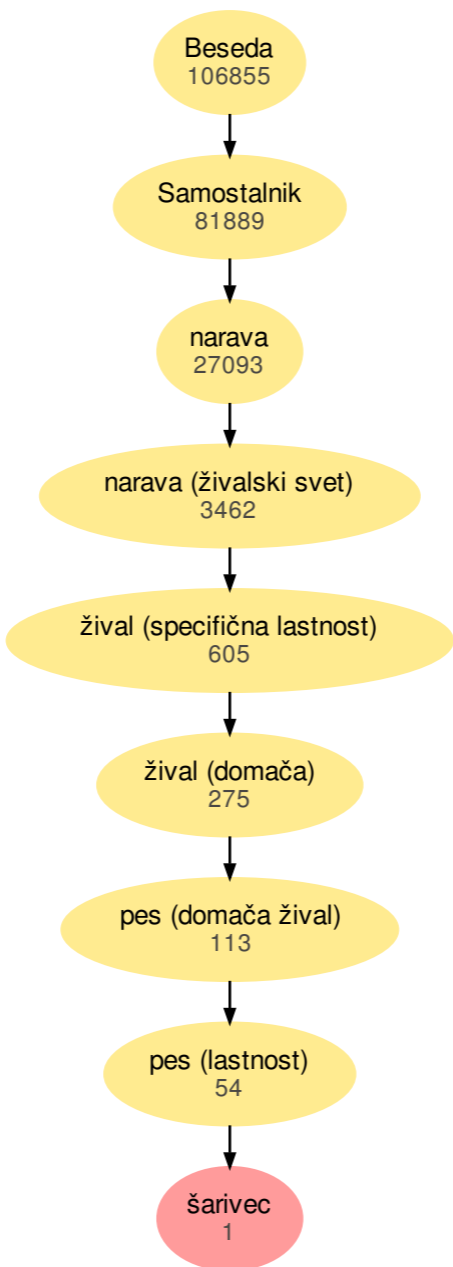 Beseda
106855
Samostalnik
81889
narava
27093
narava (živalski svet)
3462
žival (specifična lastnost)
605
žival (domača)
275
pes (domača žival)
113
pes (lastnost)
54
šarivec
1